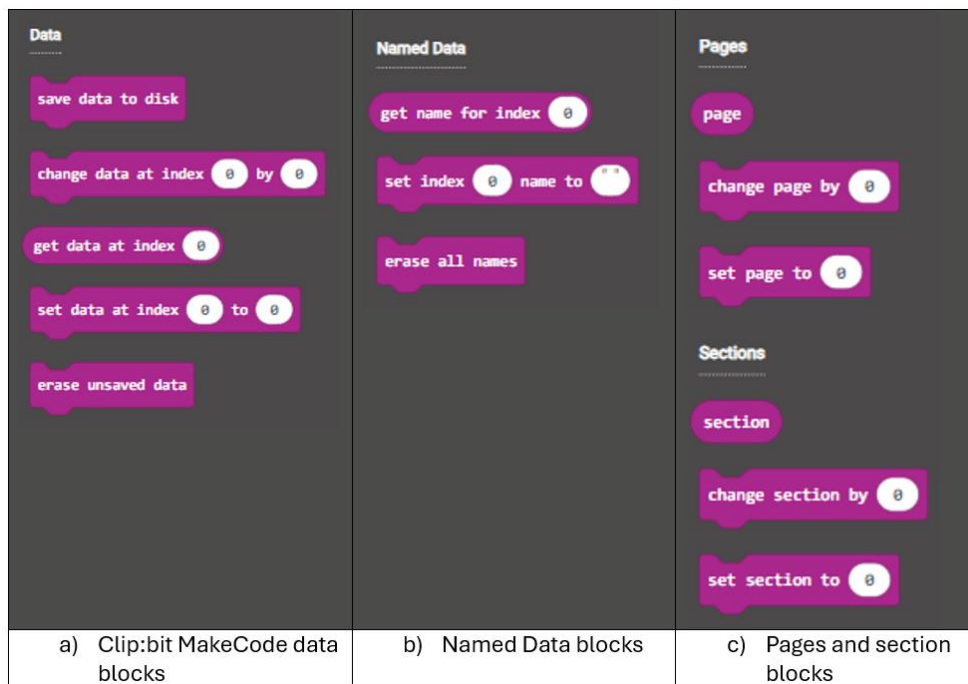 Data
save data to disk
change data at index 0 by 0
get data at index 0
set data at index 0 to 0
erase unsaved data
a) Clip:bit MakeCode data
blocks
Named Data
get name for index 0
set index 0 name to " "
erase all names
b) Named Data blocks
Pages
page
change page by 0
set page to 0
Sections
section
change section by 0
set section to 0
c) Pages and section
blocks